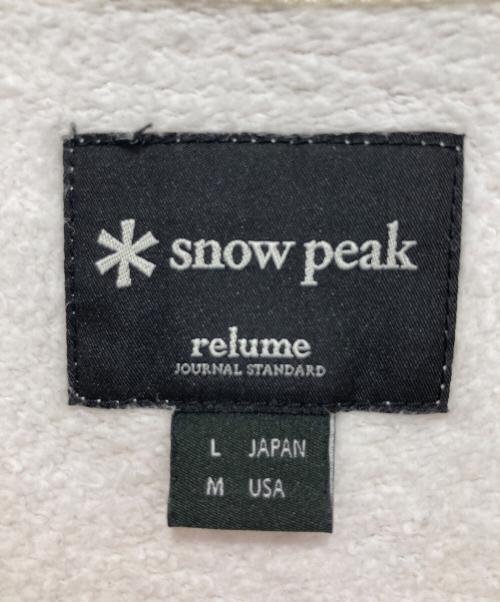 snow peak
relume
JOURNAL STANDARD
L JAPAN
M USA